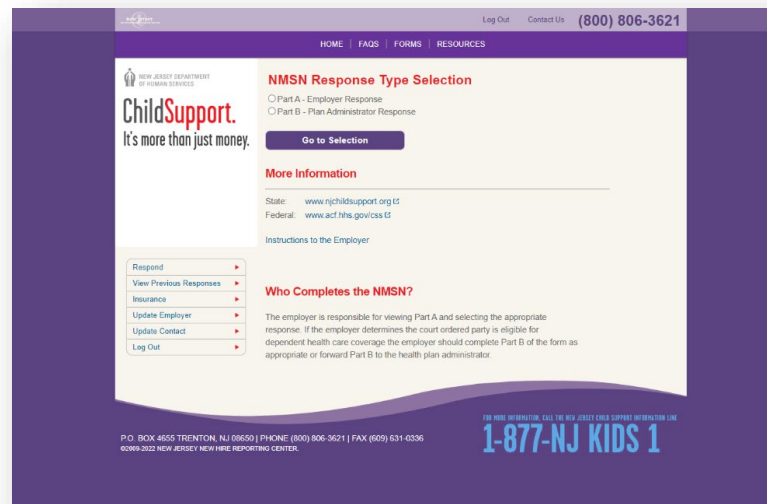 Log Out Contact Us (800) 806-3621
HOME | FAQS | FORMS | RESOURCES
NEW JERSEY DEPARTMENT
OF HUMAN SERVICES
ChildSupport.
It's more than just money.
NMSN Response Type Selection
Part A - Employer Response
Part B - Plan Administrator Response
Go to Selection
More Information
State: www.njchildsupport.org
Federal: www.acf.hhs.gov/css
Instructions to the Employer
Respond
View Previous Responses
Insurance
Update Employer
Update Contact
Log Out
Who Completes the NMSN?
The employer is responsible for viewing Part A and selecting the appropriate
response. If the employer determines the court ordered party is eligible for
dependent health care coverage the employer should complete Part B of the form as
appropriate or forward Part B to the health plan administrator.
FOR MORE INFORMATION, CALL THE NEW JERSEY CHILD SUPPORT INFORMATION LINE
1-877-NJ KIDS 1
P.O. BOX 4655 TRENTON, NJ 08650 | PHONE (800) 806-3621 | FAX (609) 631-0336
©2009-2022 NEW JERSEY NEW HIRE REPORTING CENTER.